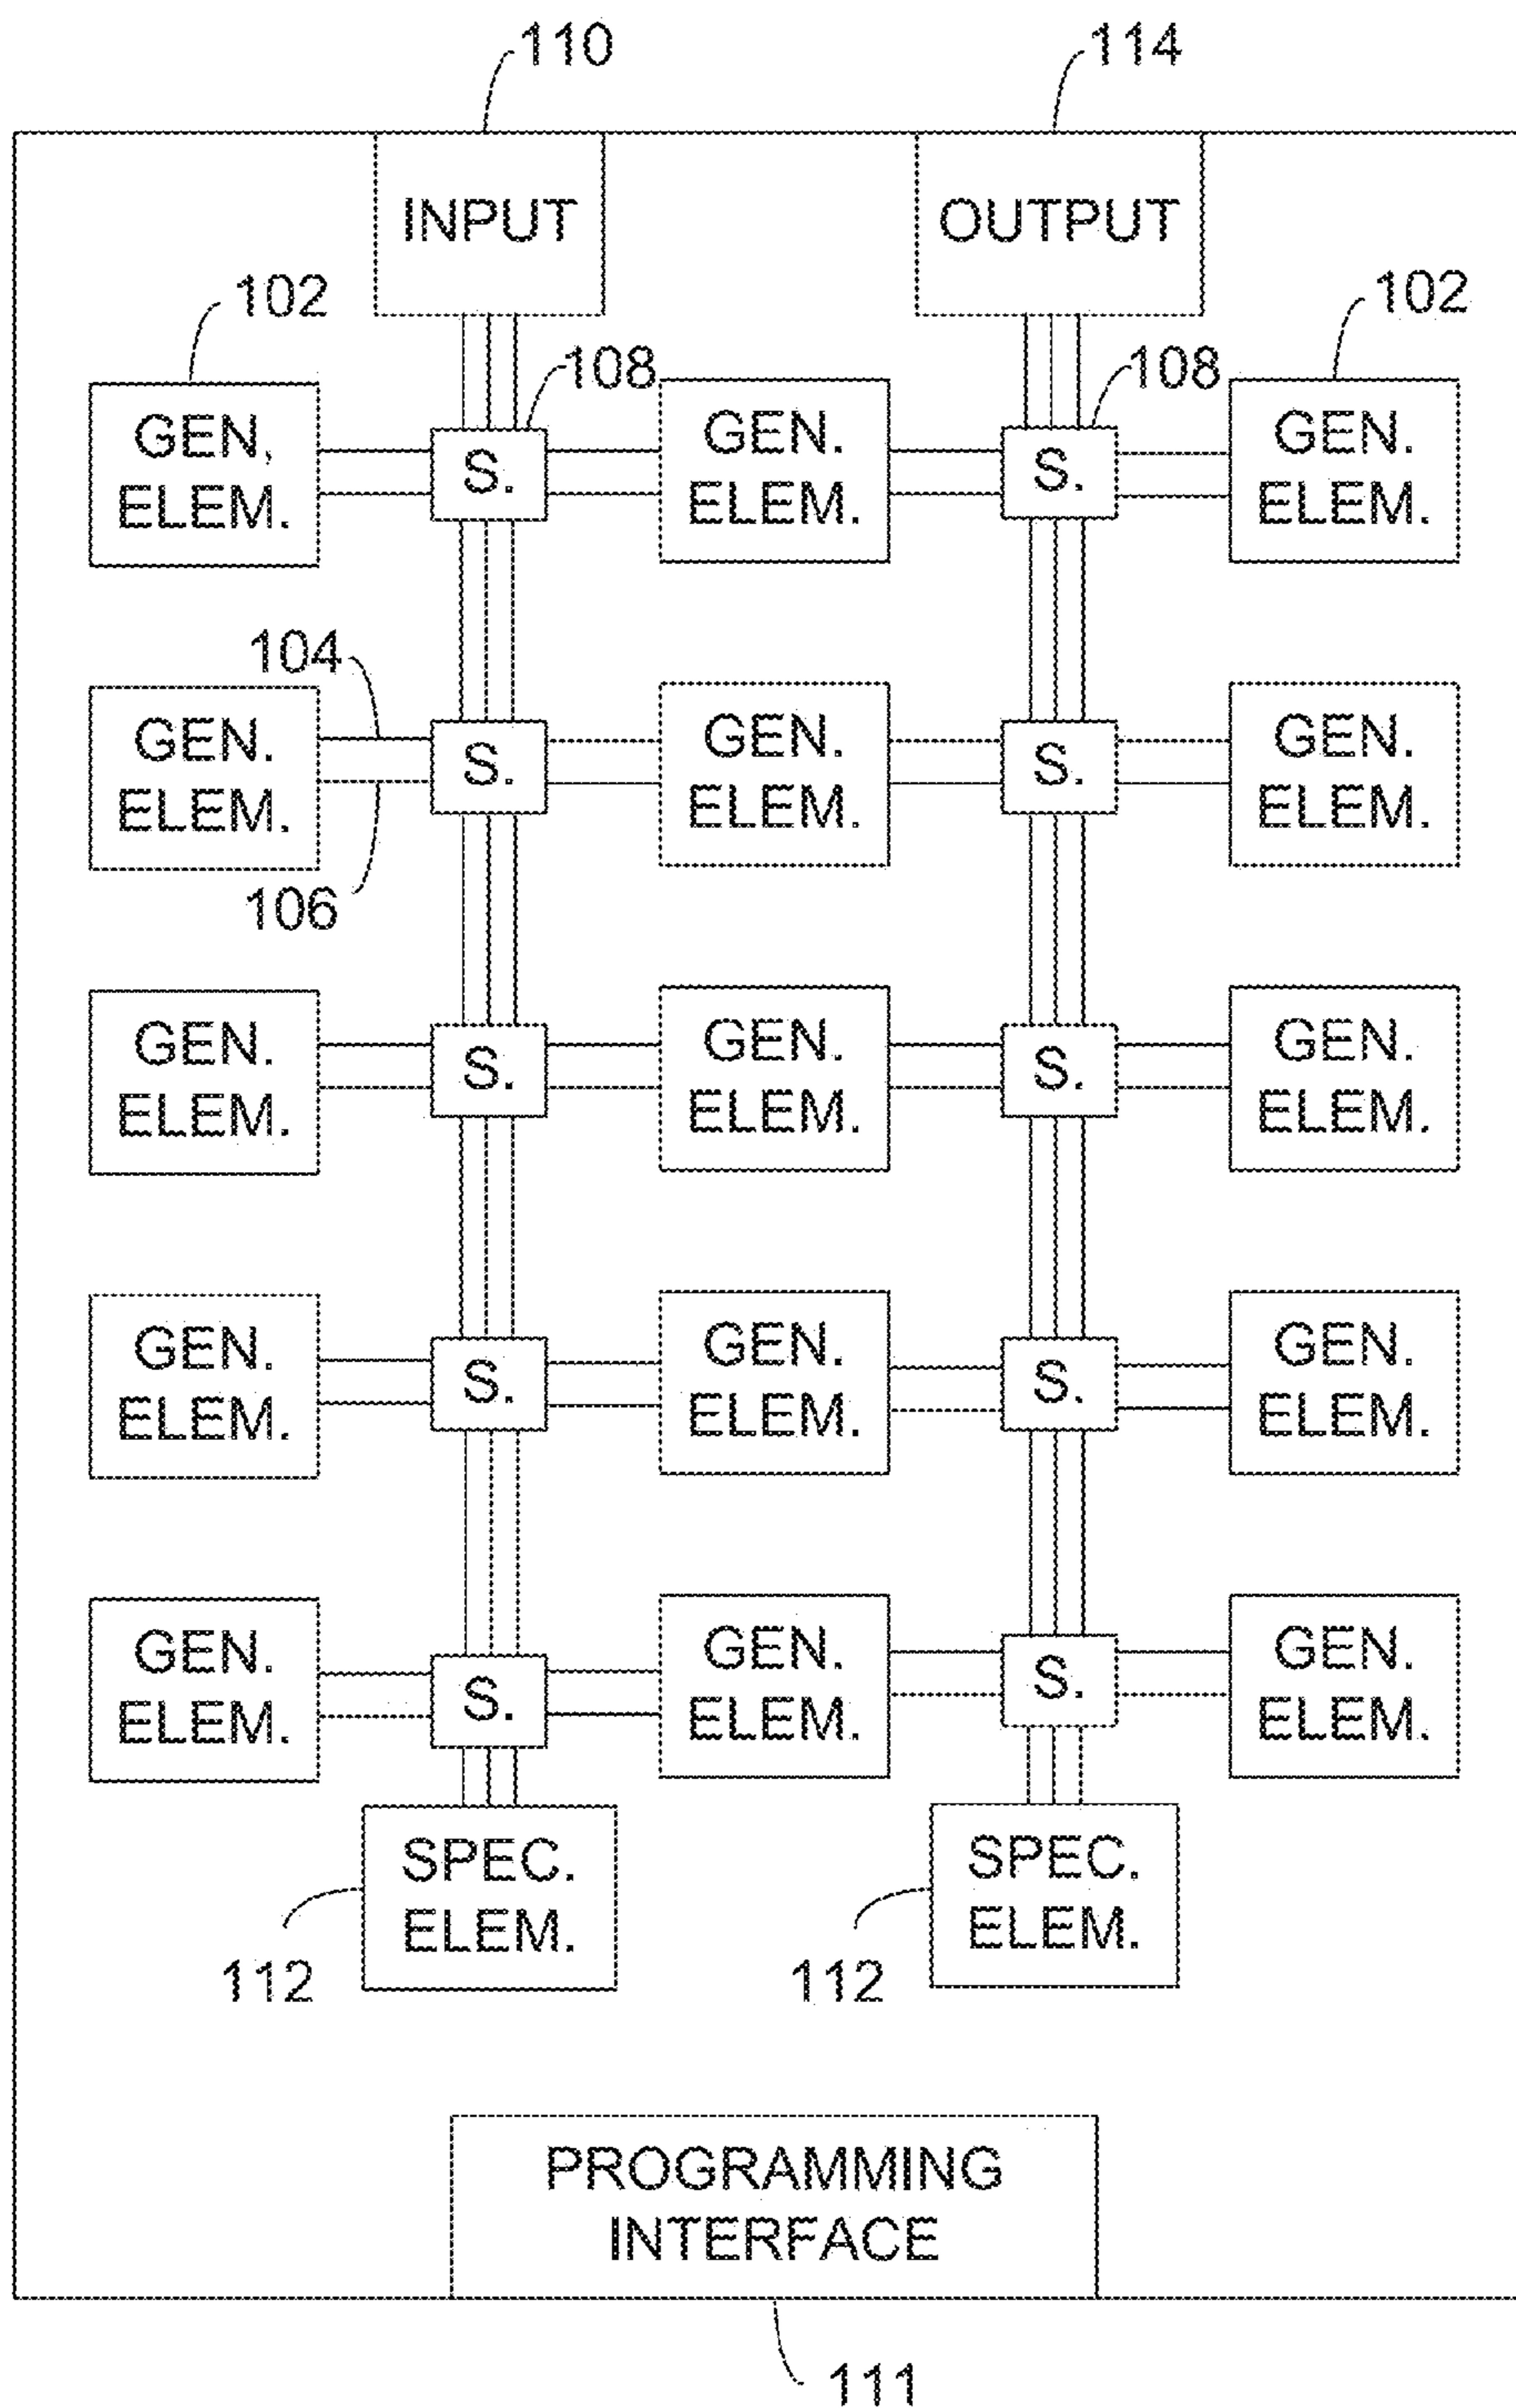 110
114
INPUT
OUTPUT
102
102
108
108
GEN,
ELEM.
S.
GEN.
ELEM.
S.
GEN.
ELEM.
104
GEN.
ELEM.
S.
GEN.
ELEM.
S.
GEN.
ELEM.
106
GEN.
ELEM.
S.
GEN.
ELEM.
S.
GEN.
ELEM.
GEN.
ELEM.
S.
GEN.
ELEM.
S.
GEN.
ELEM.
GEN.
ELEM.
S.
GEN.
ELEM.
S.
GEN.
ELEM.
SPEC.
ELEM.
SPEC.
ELEM.
112
112
PROGRAMMING
INTERFACE
111